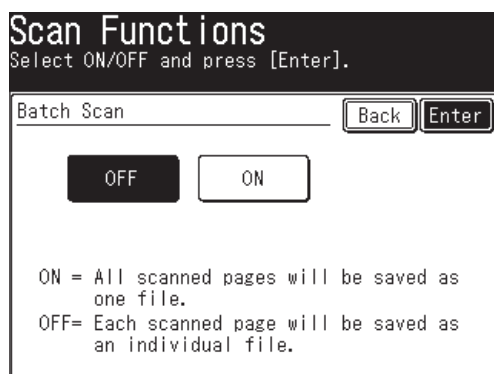 Scan Functions
Select ON/OFF and press [Enter].
Batch Scan
Back Enter
OFF ON
ON = All scanned pages will be saved as
one file.
OFF= Each scanned page will be saved as
an individual file.